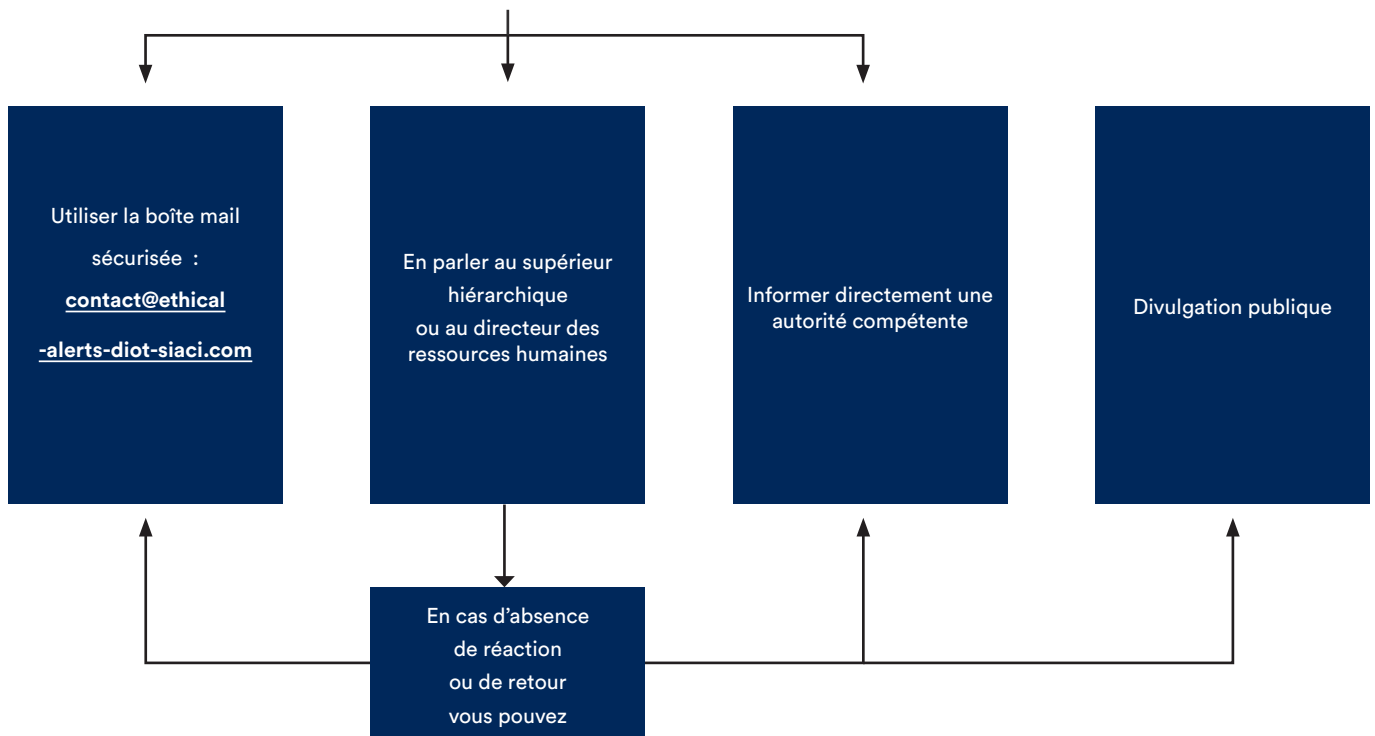 Utiliser la boîte mail
sécurisée :
contact@ethical
-alerts-diot-siaci.com
En parler au supérieur
hiérarchique
ou au directeur des
ressources humaines
Informer directement une
autorité compétente
Divulgation publique
En cas d’absence
de réaction
ou de retour
vous pouvez